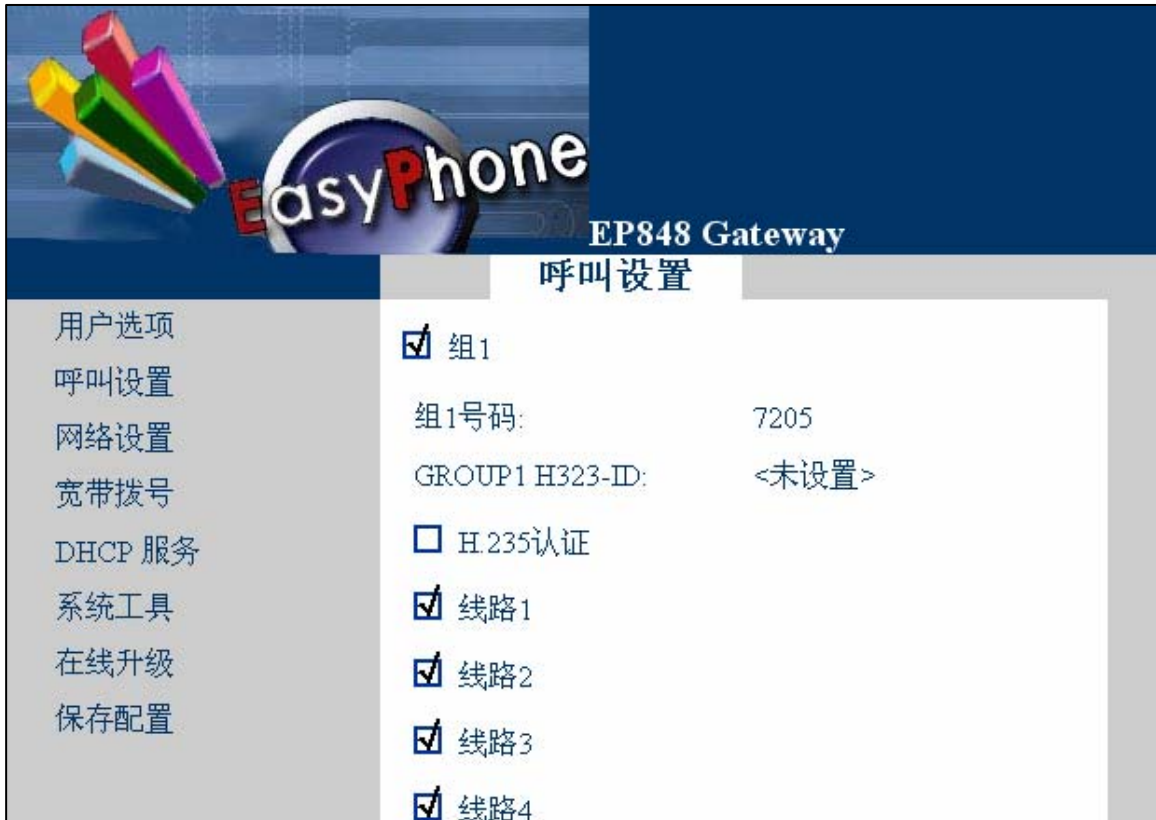 EasyPhone
EP848 Gateway
呼叫设置
用户选项
呼叫设置
网络设置
宽带拨号
DHCP 服务
系统工具
在线升级
保存配置
组1
组1号码: 7205
GROUP1 H323-ID: <未设置>
H.235认证
线路1
线路2
线路3
线路4